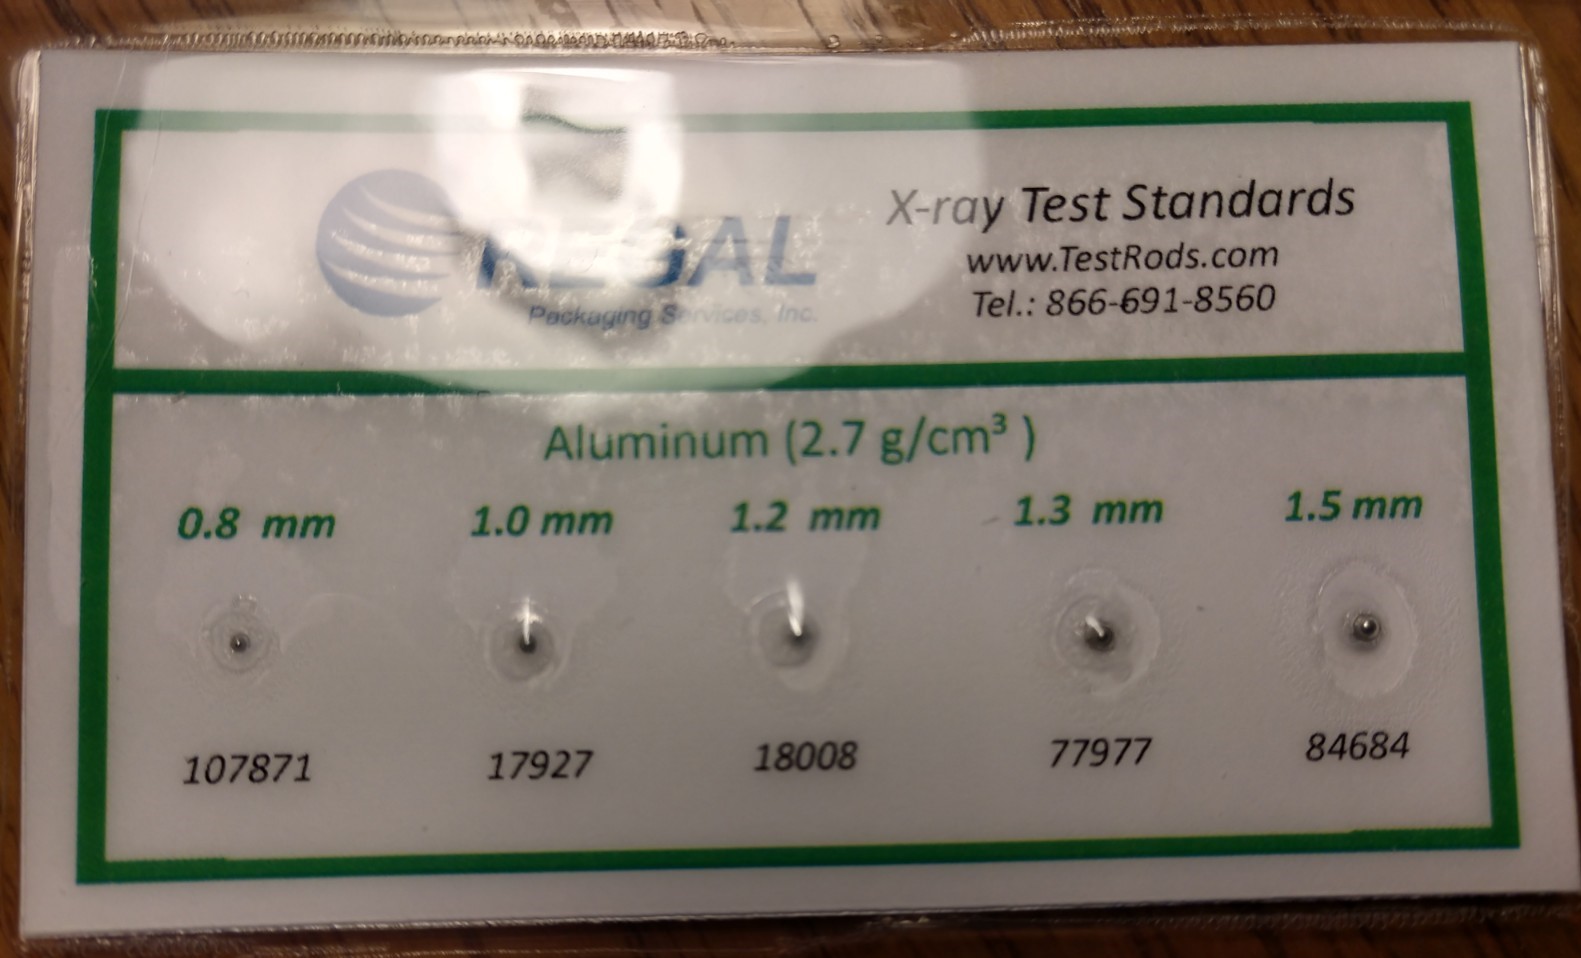 REGAL
Packaging Services, Inc.
X-ray Test Standards
www.TestRods.com
Tel.: 866-691-8560
Aluminum (2.7 g/cm³ )
0.8 mm 1.0 mm 1.2 mm 1.3 mm 1.5 mm
107871 17927 18008 77977 84684